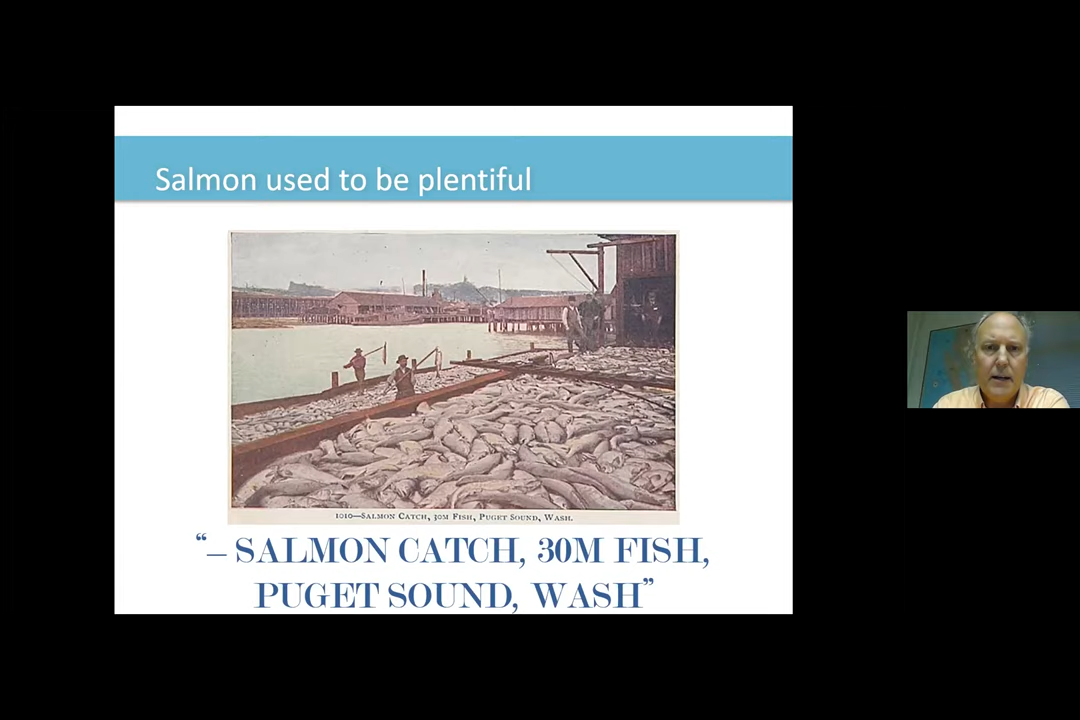 Salmon used to be plentiful
1010—Salmon Catch, 30M Fish, Puget Sound, Wash.
“– SALMON CATCH, 30M FISH,
PUGET SOUND, WASH”